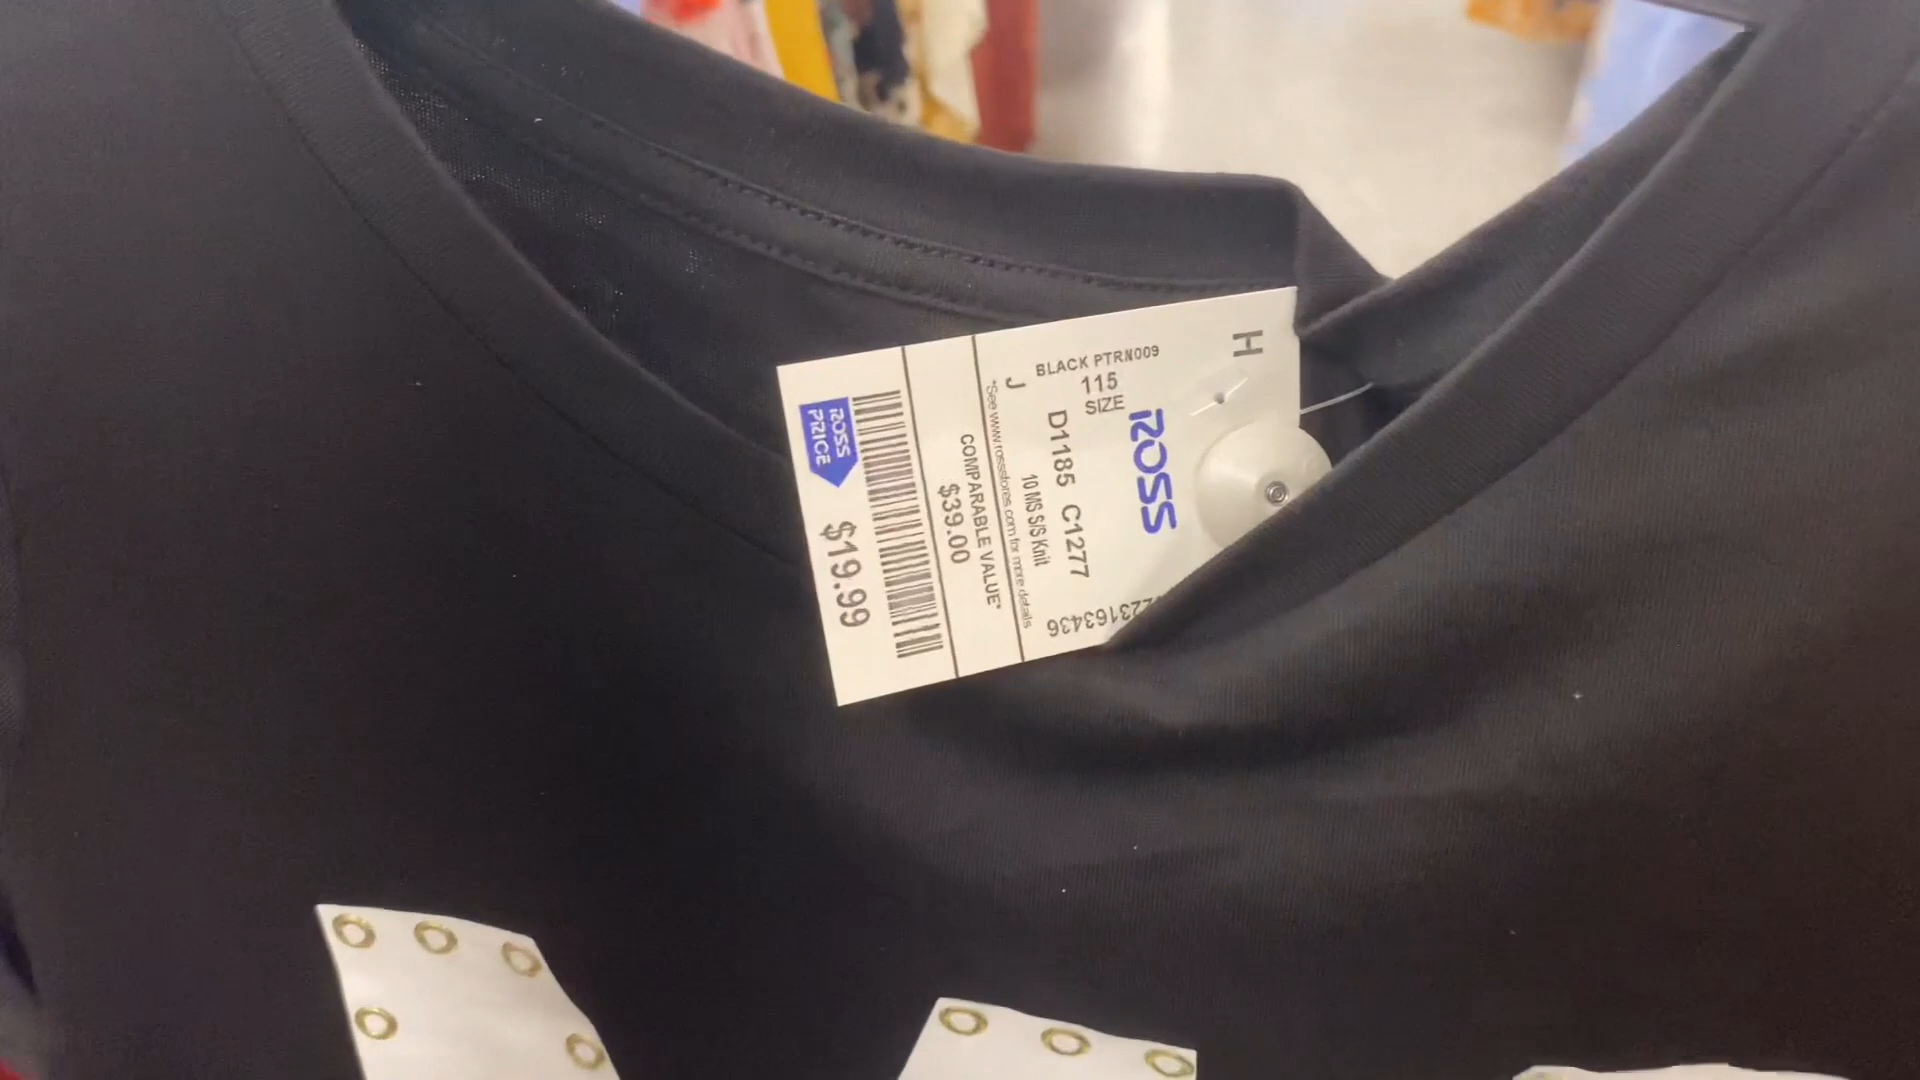 H
BLACK PTRN009
115
SIZE
J
ROSS
D1185 C1277
10 MS S/S Knit
23163436
*See www.rossstores.com for more details
COMPARABLE VALUE*
$39.00
ROSS
PRICE
$19.99